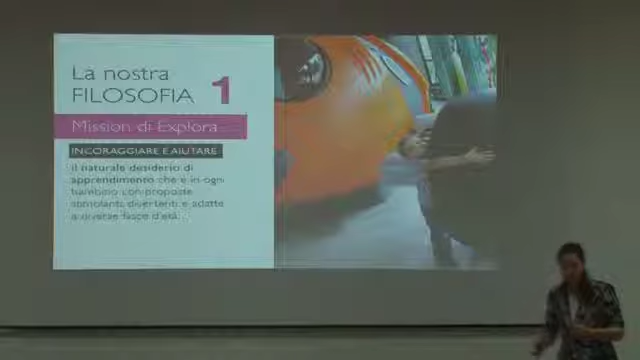 La nostra
FILOSOFIA 1
Mission di Explora
INCORAGGIARE E AIUTARE
il naturale desiderio di
apprendimento che è in ogni
bambino con proposte
stimolanti divertenti e adatte
a diverse fasce d'età...